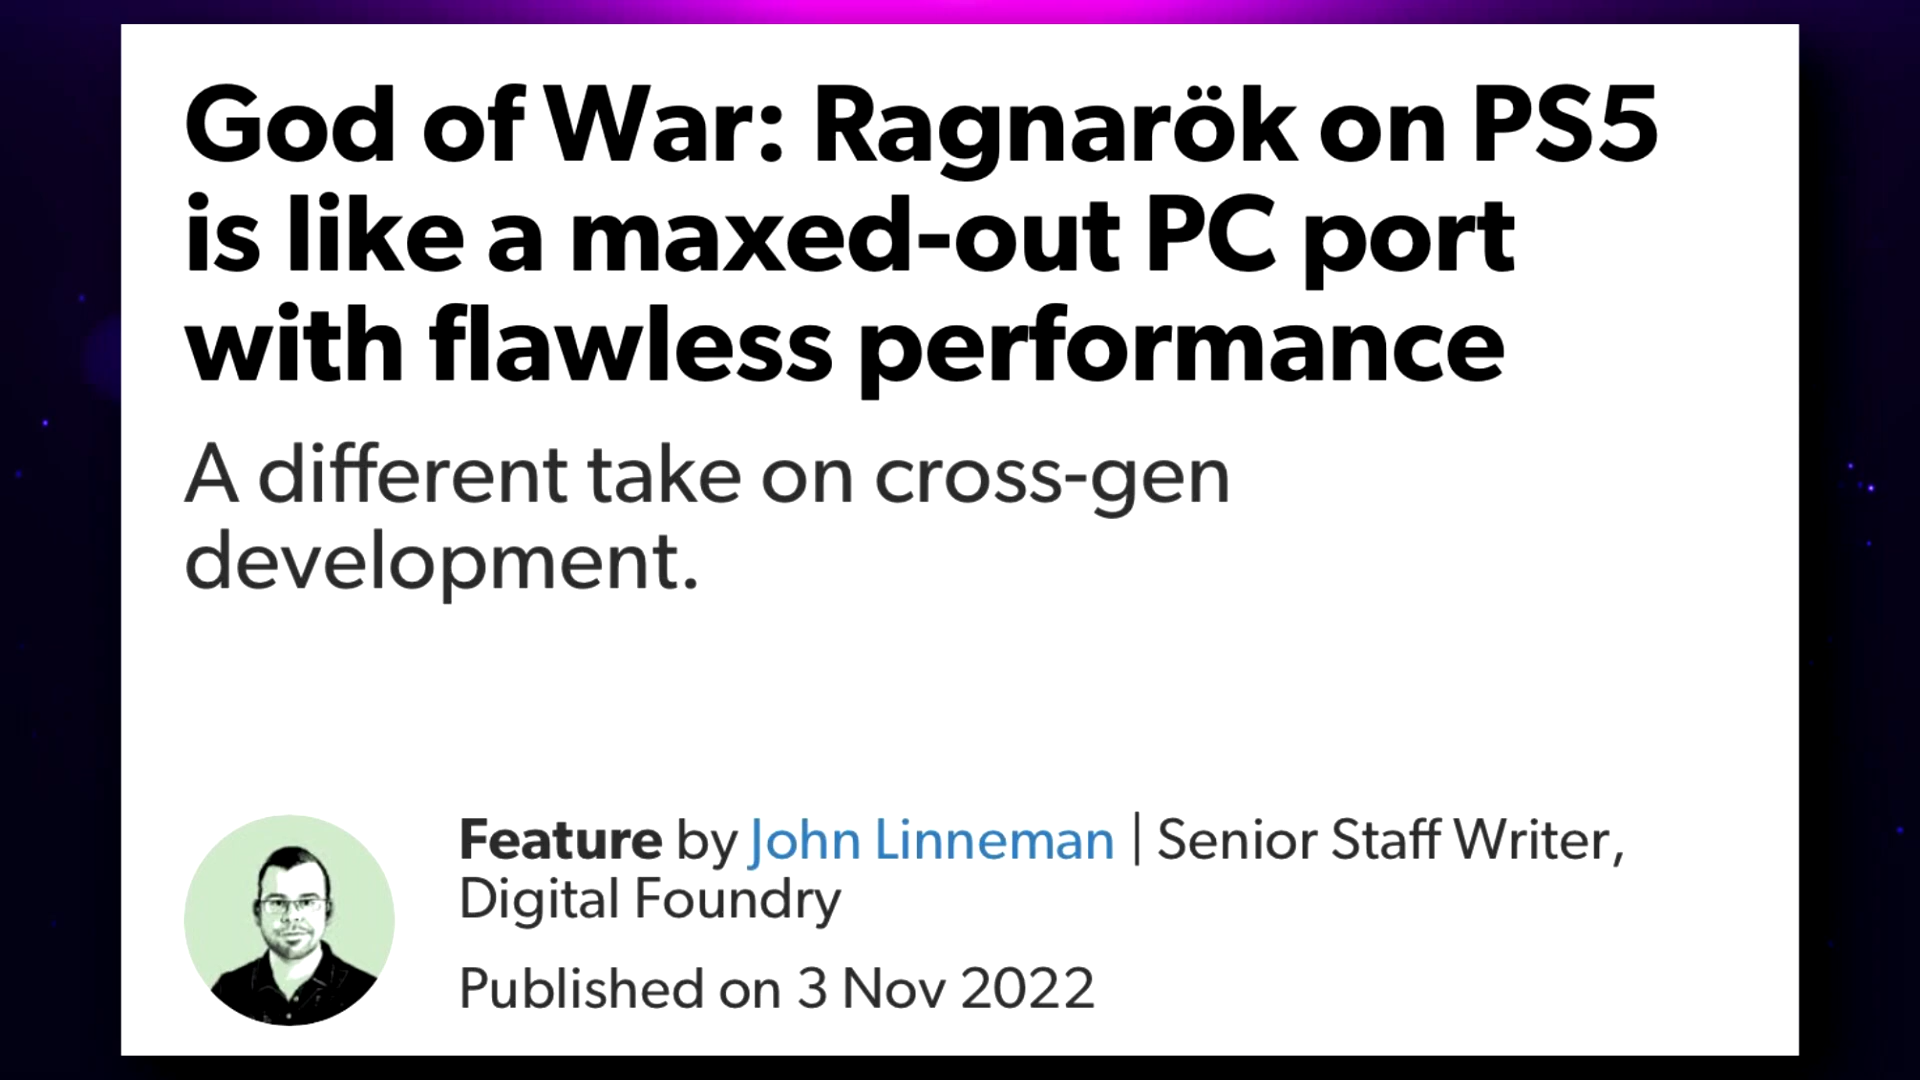 God of War: Ragnarök on PS5
is like a maxed-out PC port
with flawless performance
A different take on cross-gen
development.
Feature by John Linneman | Senior Staff Writer,
Digital Foundry
Published on 3 Nov 2022